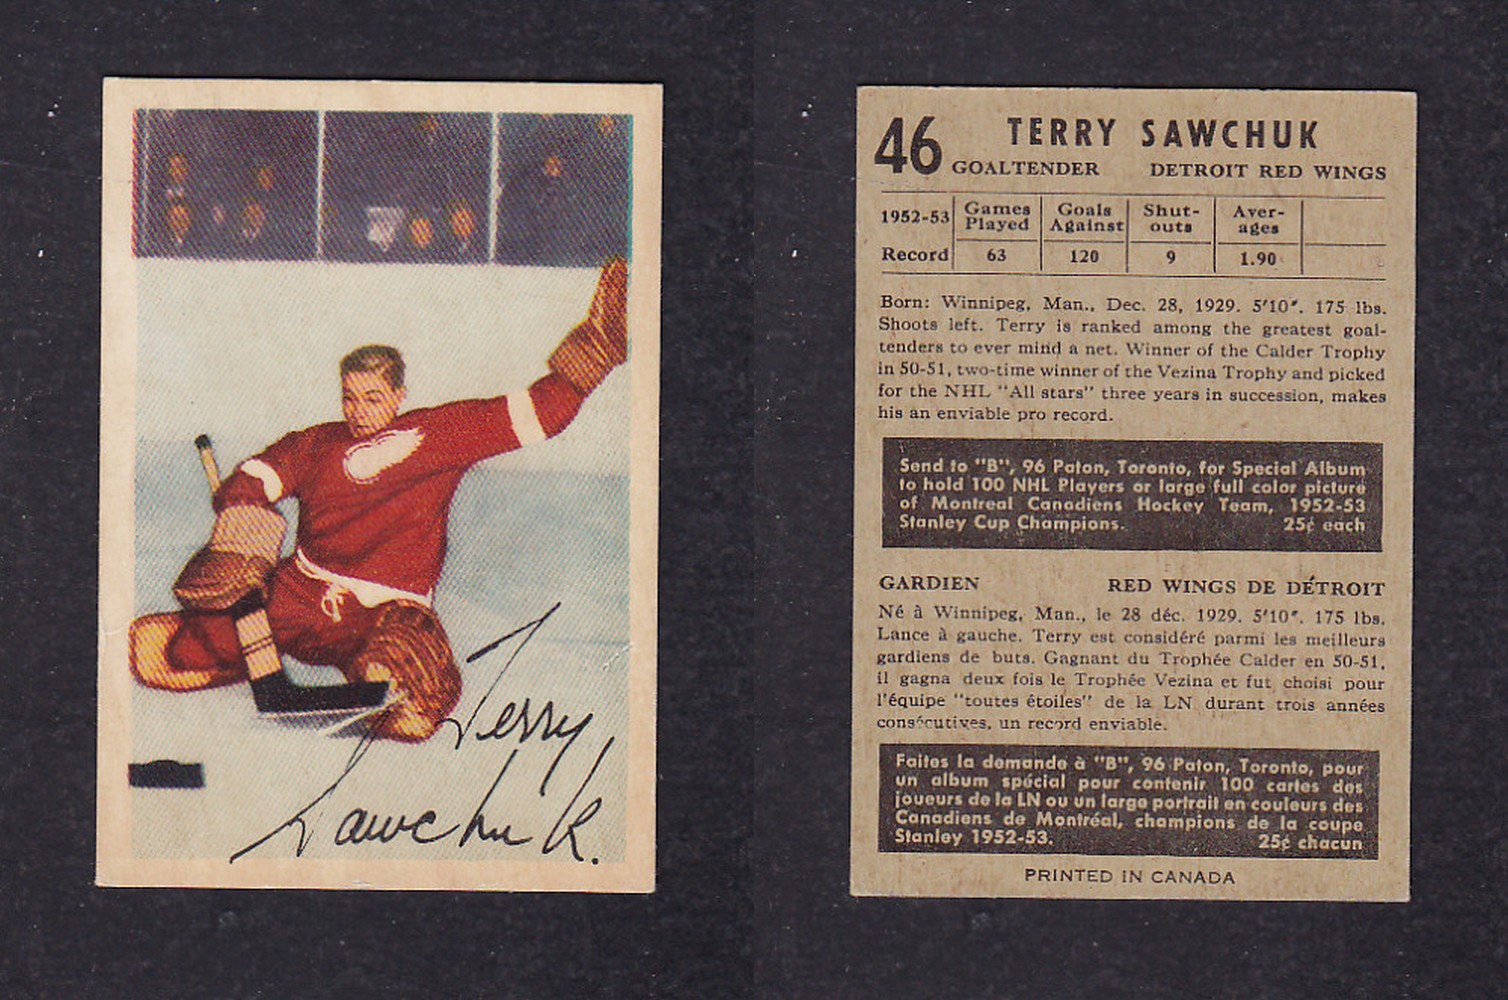 Terry
Sawchuk.
46 TERRY SAWCHUK
GOALTENDER DETROIT RED WINGS
1952-53 Games Played Goals Against Shut-outs Aver-ages
Record 63 120 9 1.90
Born: Winnipeg, Man., Dec. 28, 1929. 5'10". 175 lbs.
Shoots left. Terry is ranked among the greatest goal-
tenders to ever mind a net. Winner of the Calder Trophy
in 50-51, two-time winner of the Vezina Trophy and picked
for the NHL "All stars" three years in succession, makes
his an enviable pro record.
Send to "B", 96 Paton, Toronto, for Special Album
to hold 100 NHL Players or large full color picture
of Montreal Canadiens Hockey Team, 1952-53
Stanley Cup Champions. 25¢ each
GARDIEN RED WINGS DE DÉTROIT
Né à Winnipeg, Man., le 28 déc. 1929. 5'10". 175 lbs.
Lance à gauche. Terry est considéré parmi les meilleurs
gardiens de buts. Gagnant du Trophée Calder en 50-51,
il gagna deux fois le Trophée Vezina et fut choisi pour
l'équipe "toutes étoiles" de la LN durant trois années
consécutives, un record enviable.
Faites la demande à "B", 96 Paton, Toronto, pour
un album spécial pour contenir 100 cartes des
joueurs de la LN ou un large portrait en couleurs des
Canadiens de Montréal, champions de la coupe
Stanley 1952-53. 25¢ chacun
PRINTED IN CANADA